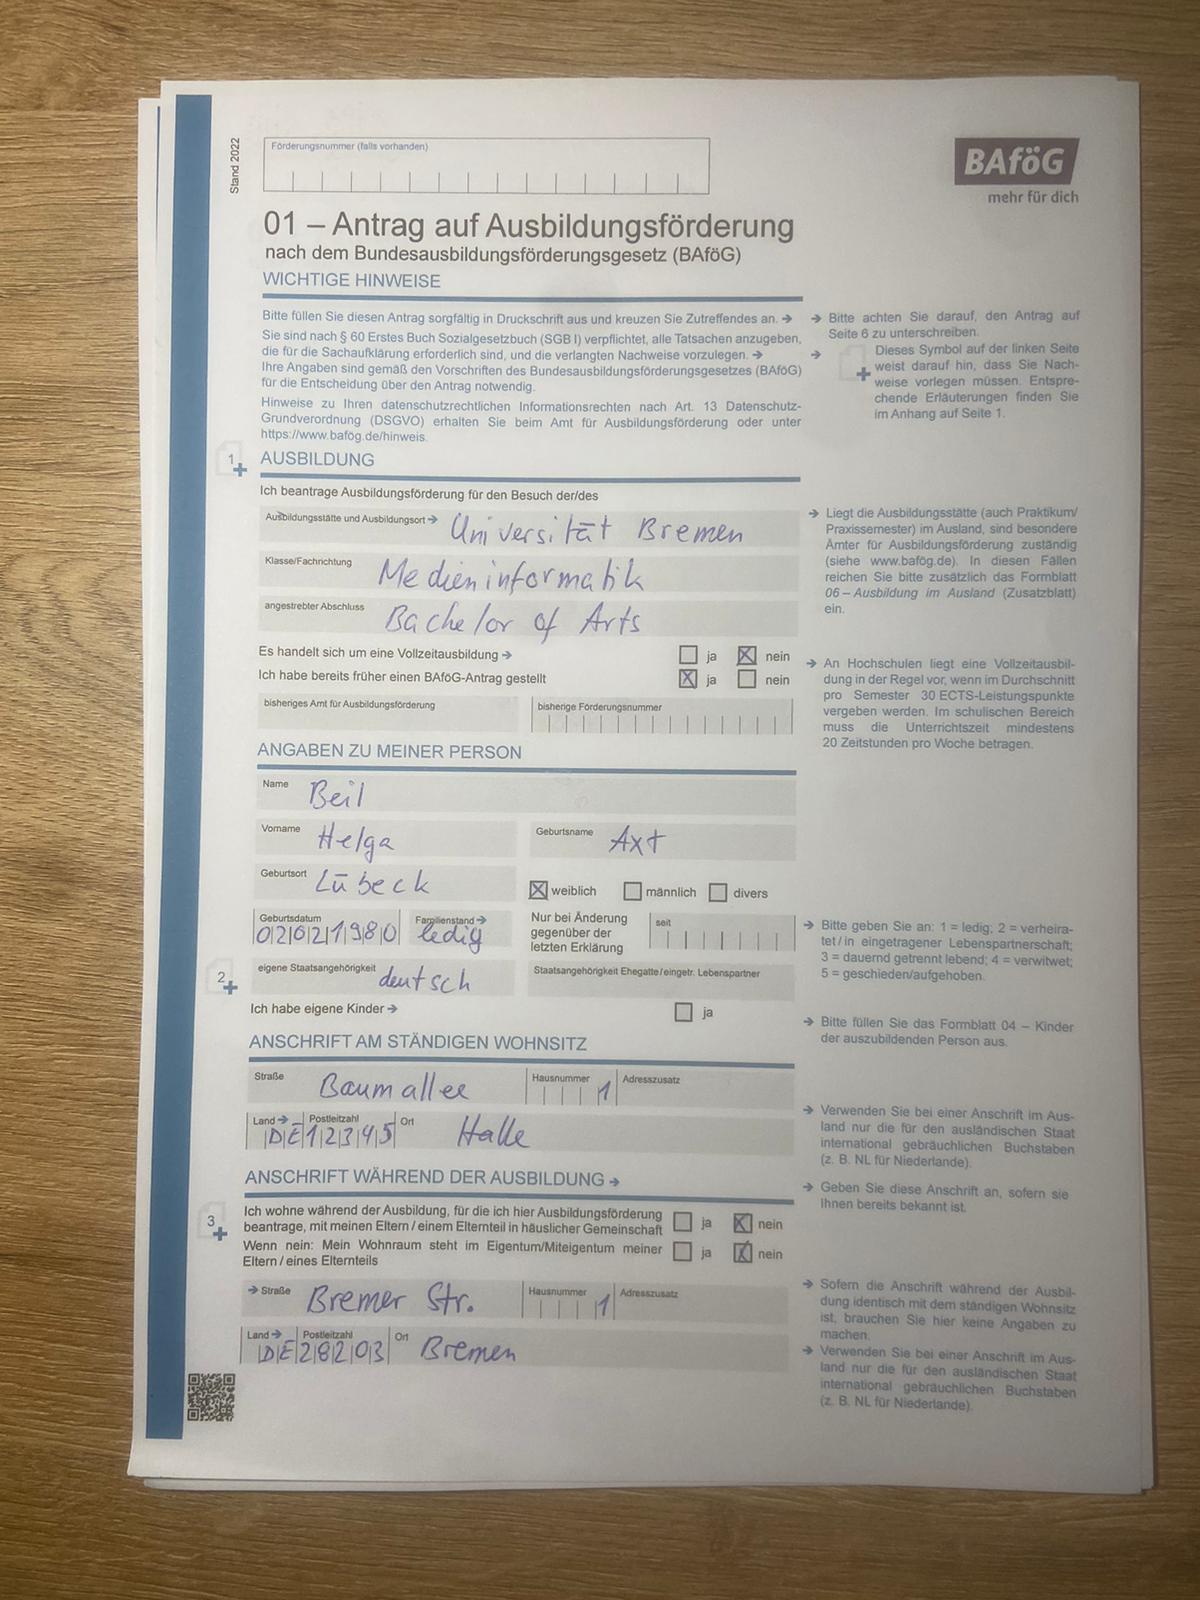 Stand 2022
Förderungsnummer (falls vorhanden)
BAföG
mehr für dich
01 – Antrag auf Ausbildungsförderung
nach dem Bundesausbildungsförderungsgesetz (BAföG)
WICHTIGE HINWEISE
Bitte füllen Sie diesen Antrag sorgfältig in Druckschrift aus und kreuzen Sie Zutreffendes an. →
Sie sind nach § 60 Erstes Buch Sozialgesetzbuch (SGB I) verpflichtet, alle Tatsachen anzugeben,
die für die Sachaufklärung erforderlich sind, und die verlangten Nachweise vorzulegen. →
Ihre Angaben sind gemäß den Vorschriften des Bundesausbildungsförderungsgesetzes (BAföG)
für die Entscheidung über den Antrag notwendig.
Hinweise zu Ihren datenschutzrechtlichen Informationsrechten nach Art. 13 Datenschutz-
Grundverordnung (DSGVO) erhalten Sie beim Amt für Ausbildungsförderung oder unter
https://www.bafög.de/hinweis.
→ Bitte achten Sie darauf, den Antrag auf
Seite 6 zu unterschreiben.
→ Dieses Symbol auf der linken Seite
weist darauf hin, dass Sie Nach-
weise vorlegen müssen. Entspre-
chende Erläuterungen finden Sie
im Anhang auf Seite 1.
1 AUSBILDUNG
Ich beantrage Ausbildungsförderung für den Besuch der/des
Ausbildungsstätte und Ausbildungsort → Universität Bremen
Klasse/Fachrichtung Medieninformatik
angestrebter Abschluss Bachelor of Arts
→ Liegt die Ausbildungsstätte (auch Praktikum/
Praxissemester) im Ausland, sind besondere
Ämter für Ausbildungsförderung zuständig
(siehe www.bafög.de). In diesen Fällen
reichen Sie bitte zusätzlich das Formblatt
06 – Ausbildung im Ausland (Zusatzblatt)
ein.
Es handelt sich um eine Vollzeitausbildung → ja nein
Ich habe bereits früher einen BAföG-Antrag gestellt ja nein
bisheriges Amt für Ausbildungsförderung bisherige Förderungsnummer
→ An Hochschulen liegt eine Vollzeitausbil-
dung in der Regel vor, wenn im Durchschnitt
pro Semester 30 ECTS-Leistungspunkte
vergeben werden. Im schulischen Bereich
muss die Unterrichtszeit mindestens
20 Zeitstunden pro Woche betragen.
ANGABEN ZU MEINER PERSON
Name Beil
Vorname Helga Geburtsname Axt
Geburtsort Lübeck weiblich männlich divers
Geburtsdatum 02021980 Familienstand → ledig
Nur bei Änderung
gegenüber der
letzten Erklärung
seit
→ Bitte geben Sie an: 1 = ledig; 2 = verheira-
tet / in eingetragener Lebenspartnerschaft;
3 = dauernd getrennt lebend; 4 = verwitwet;
5 = geschieden/aufgehoben.
2 eigene Staatsangehörigkeit deutsch Staatsangehörigkeit Ehegatte / eingetr. Lebenspartner
Ich habe eigene Kinder → ja
→ Bitte füllen Sie das Formblatt 04 – Kinder
der auszubildenden Person aus.
ANSCHRIFT AM STÄNDIGEN WOHNSITZ
Straße Baumallee Hausnummer 1 Adresszusatz
Land → DE Postleitzahl 12345 Ort Halle
→ Verwenden Sie bei einer Anschrift im Aus-
land nur die für den ausländischen Staat
international gebräuchlichen Buchstaben
(z. B. NL für Niederlande).
ANSCHRIFT WÄHREND DER AUSBILDUNG →
→ Geben Sie diese Anschrift an, sofern sie
Ihnen bereits bekannt ist.
3 Ich wohne während der Ausbildung, für die ich hier Ausbildungsförderung
beantrage, mit meinen Eltern / einem Elternteil in häuslicher Gemeinschaft ja nein
Wenn nein: Mein Wohnraum steht im Eigentum/Miteigentum meiner
Eltern / eines Elternteils ja nein
→ Straße Bremer Str. Hausnummer 1 Adresszusatz
Land → DE Postleitzahl 28203 Ort Bremen
→ Sofern die Anschrift während der Ausbil-
dung identisch mit dem ständigen Wohnsitz
ist, brauchen Sie hier keine Angaben zu
machen.
→ Verwenden Sie bei einer Anschrift im Aus-
land nur die für den ausländischen Staat
international gebräuchlichen Buchstaben
(z. B. NL für Niederlande).